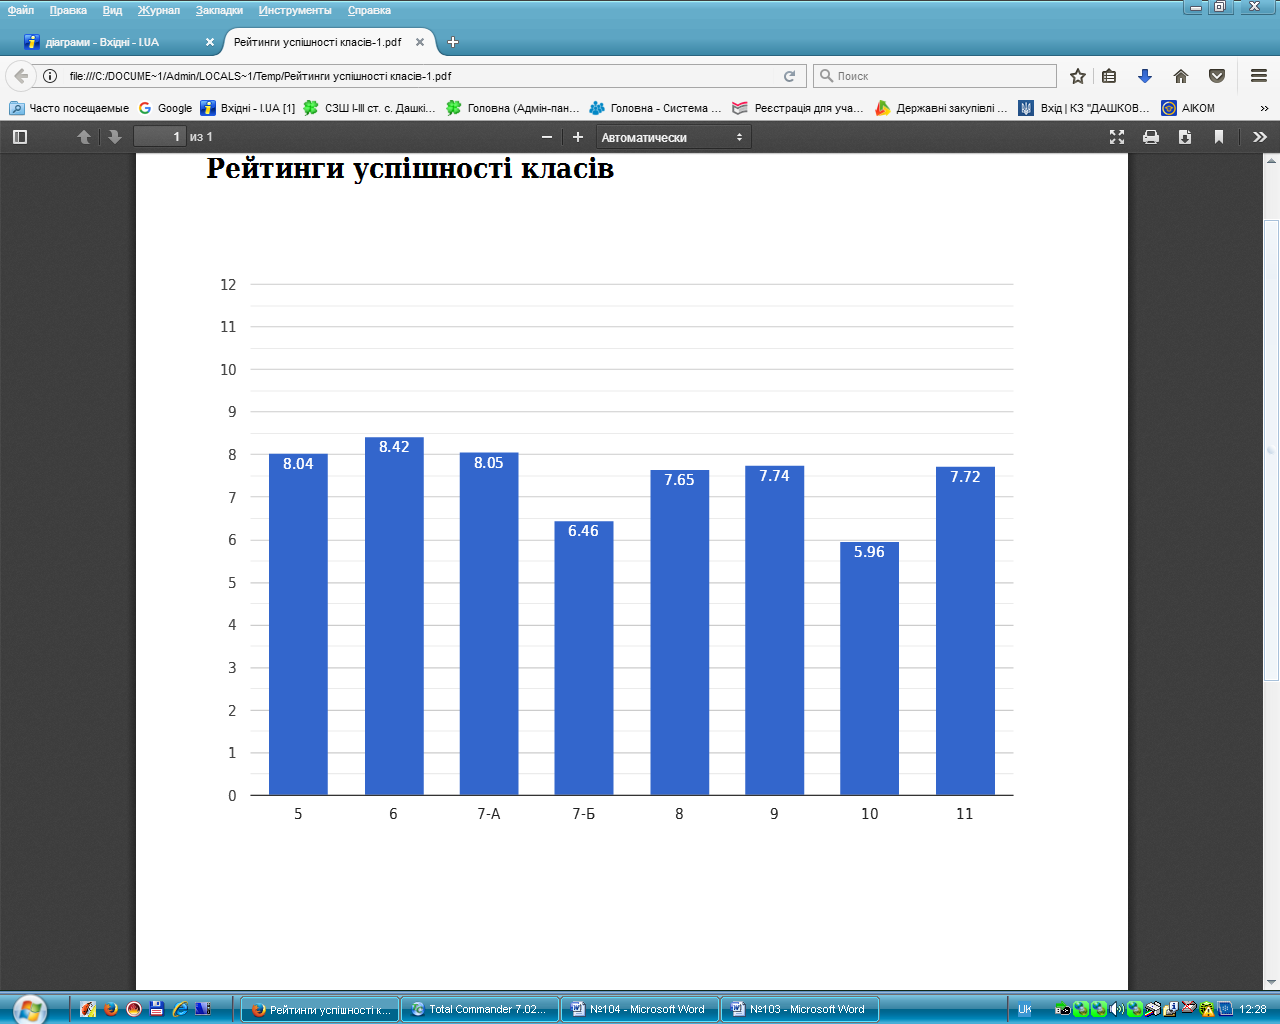 Файл Правка Вид Журнал Закладки Инструменты Справка
діаграми - Вхідні - I.UA
Рейтинги успішності класів-1.pdf
file:///C:/DOCUME~1/Admin/LOCALS~1/Temp/Рейтинги успішності класів-1.pdf
Поиск
Часто посещаемые Google Вхідні - I.UA [1] СЗШ І-ІІІ ст. с. Дашкі... Головна (Адмін-пан... Головна - Система ... Реєстрація для уча... Державні закупівлі ... Вхід | КЗ "ДАШКОВ... АІКОМ »
1 из 1
Автоматически
Рейтинги успішності класів
12
11
10
9
8
7
6
5
4
3
2
1
0
8.04 8.42 8.05 6.46 7.65 7.74 5.96 7.72
5 6 7-А 7-Б 8 9 10 11
Рейтинги успішності к... Total Commander 7.02... №104 - Microsoft Word №103 - Microsoft Word Uk 12:28